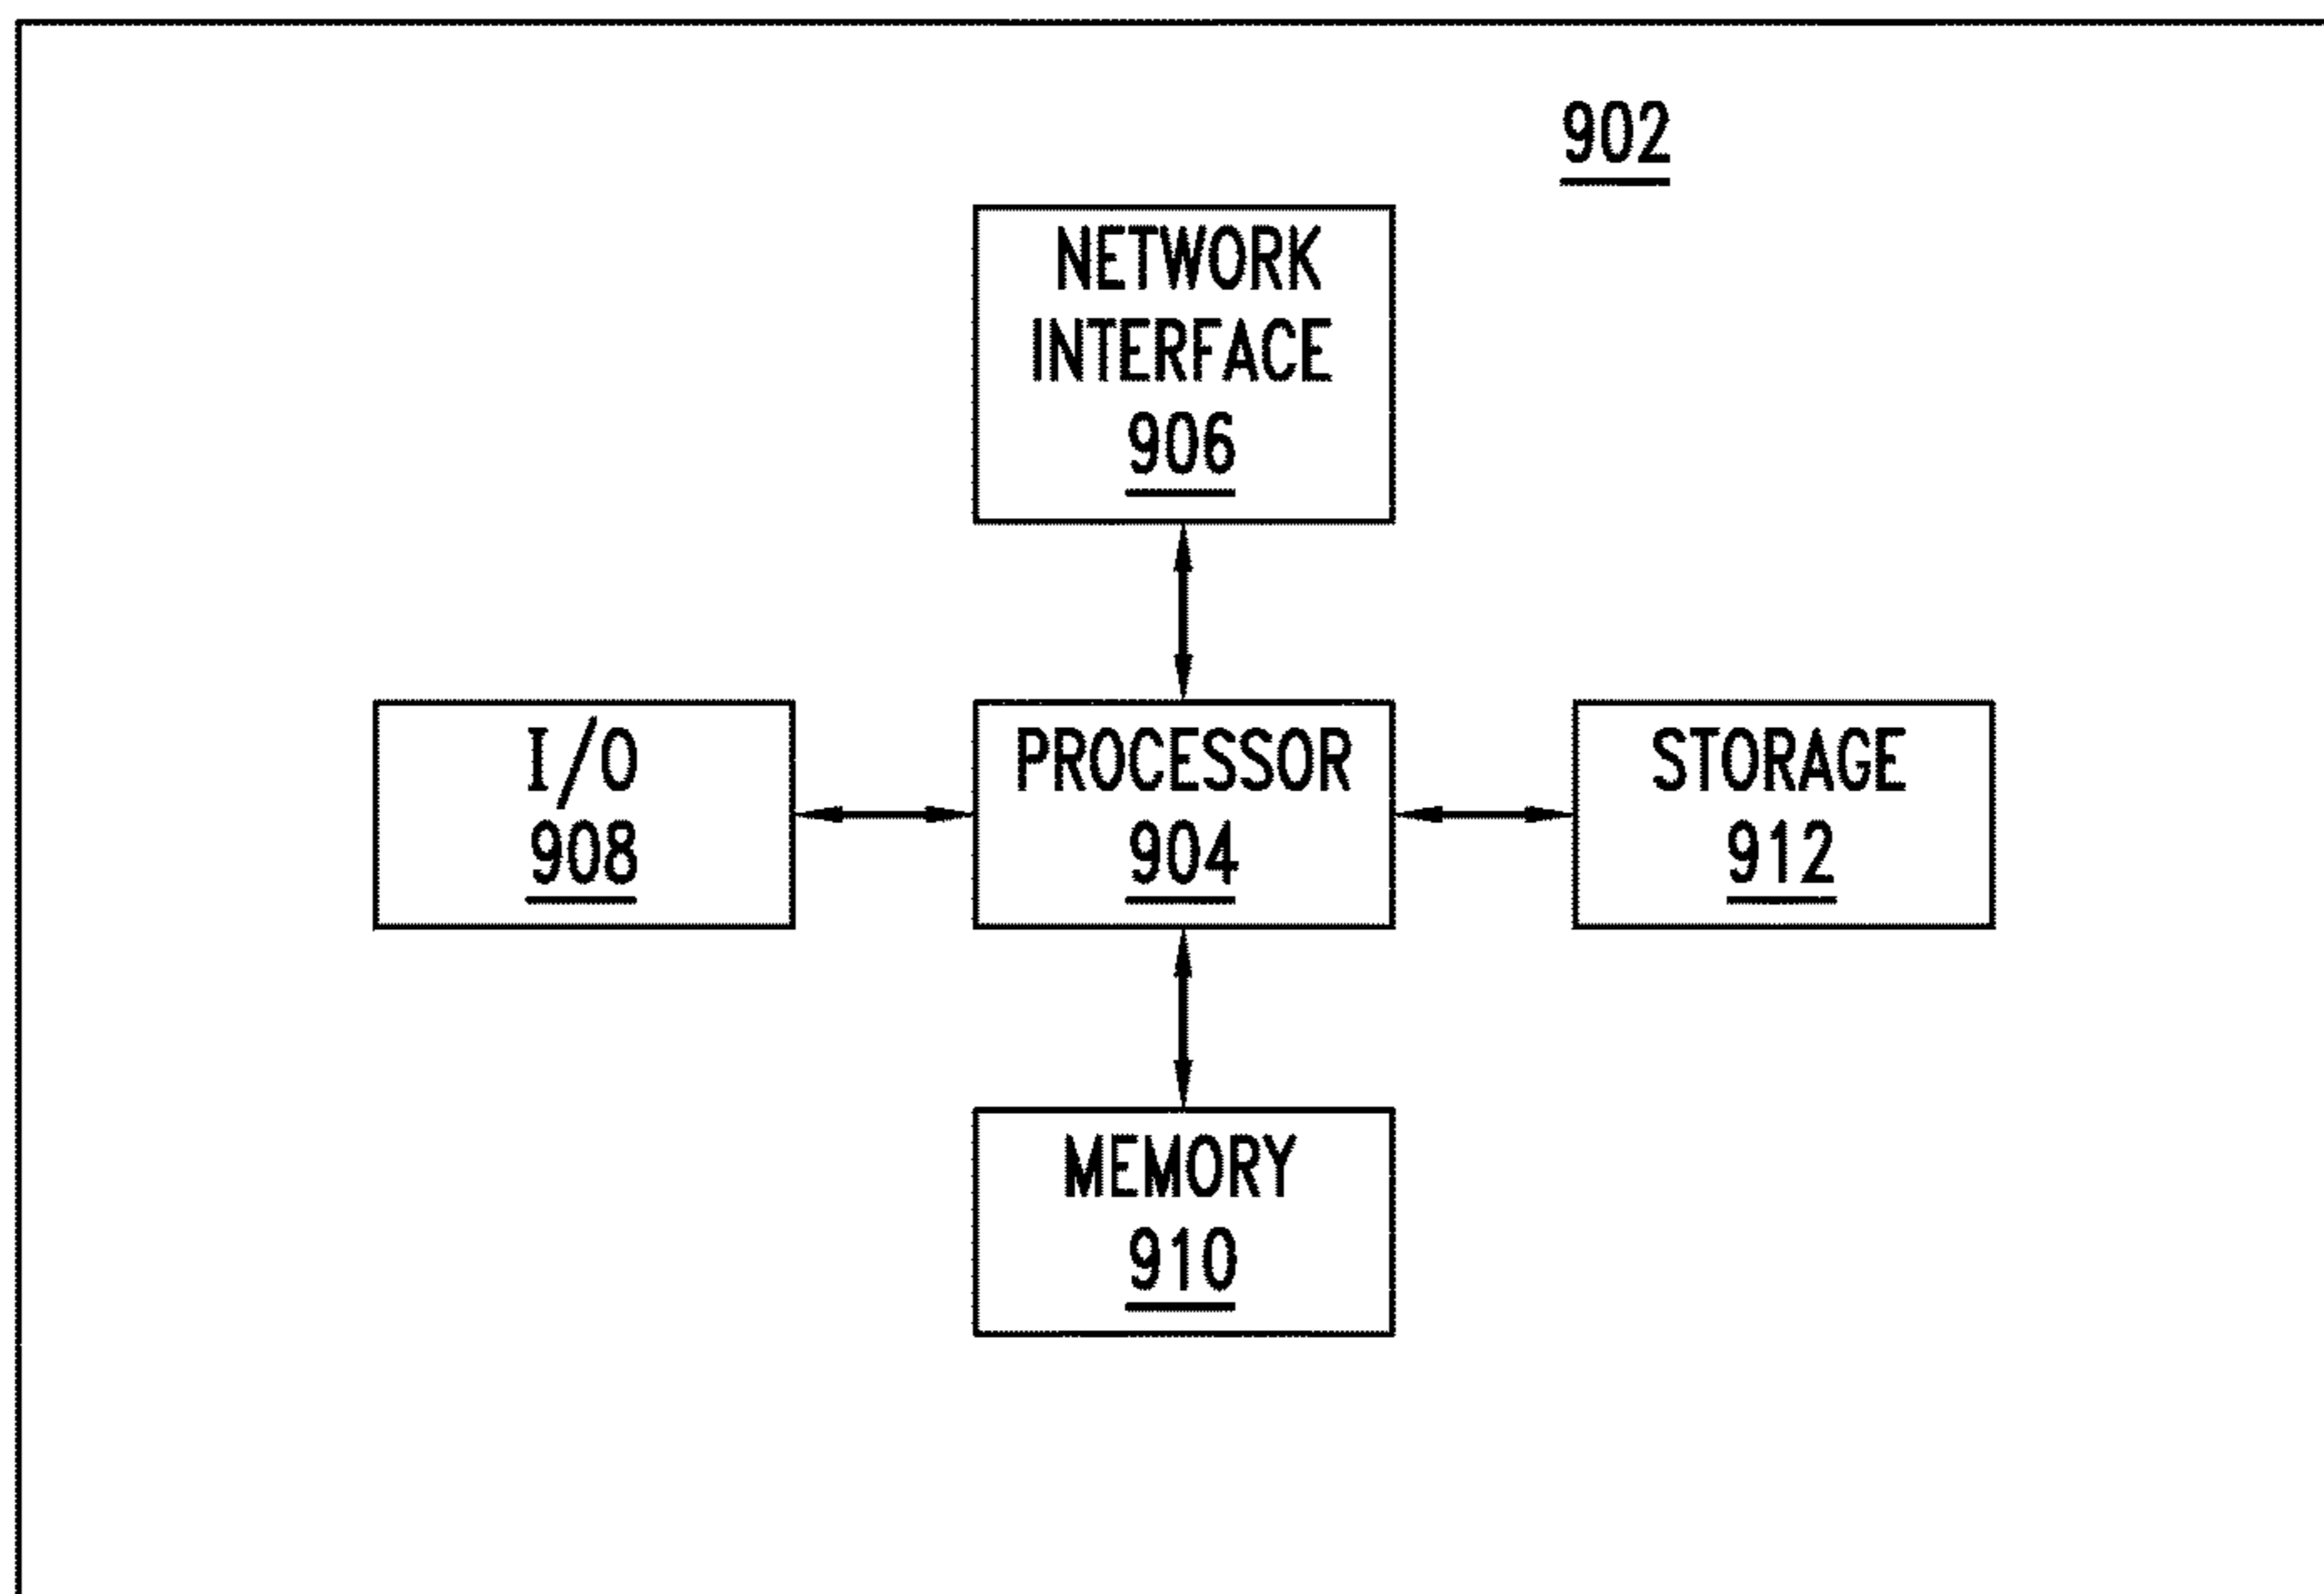 902
NETWORK
INTERFACE
906
I/O
908
PROCESSOR
904
STORAGE
912
MEMORY
910